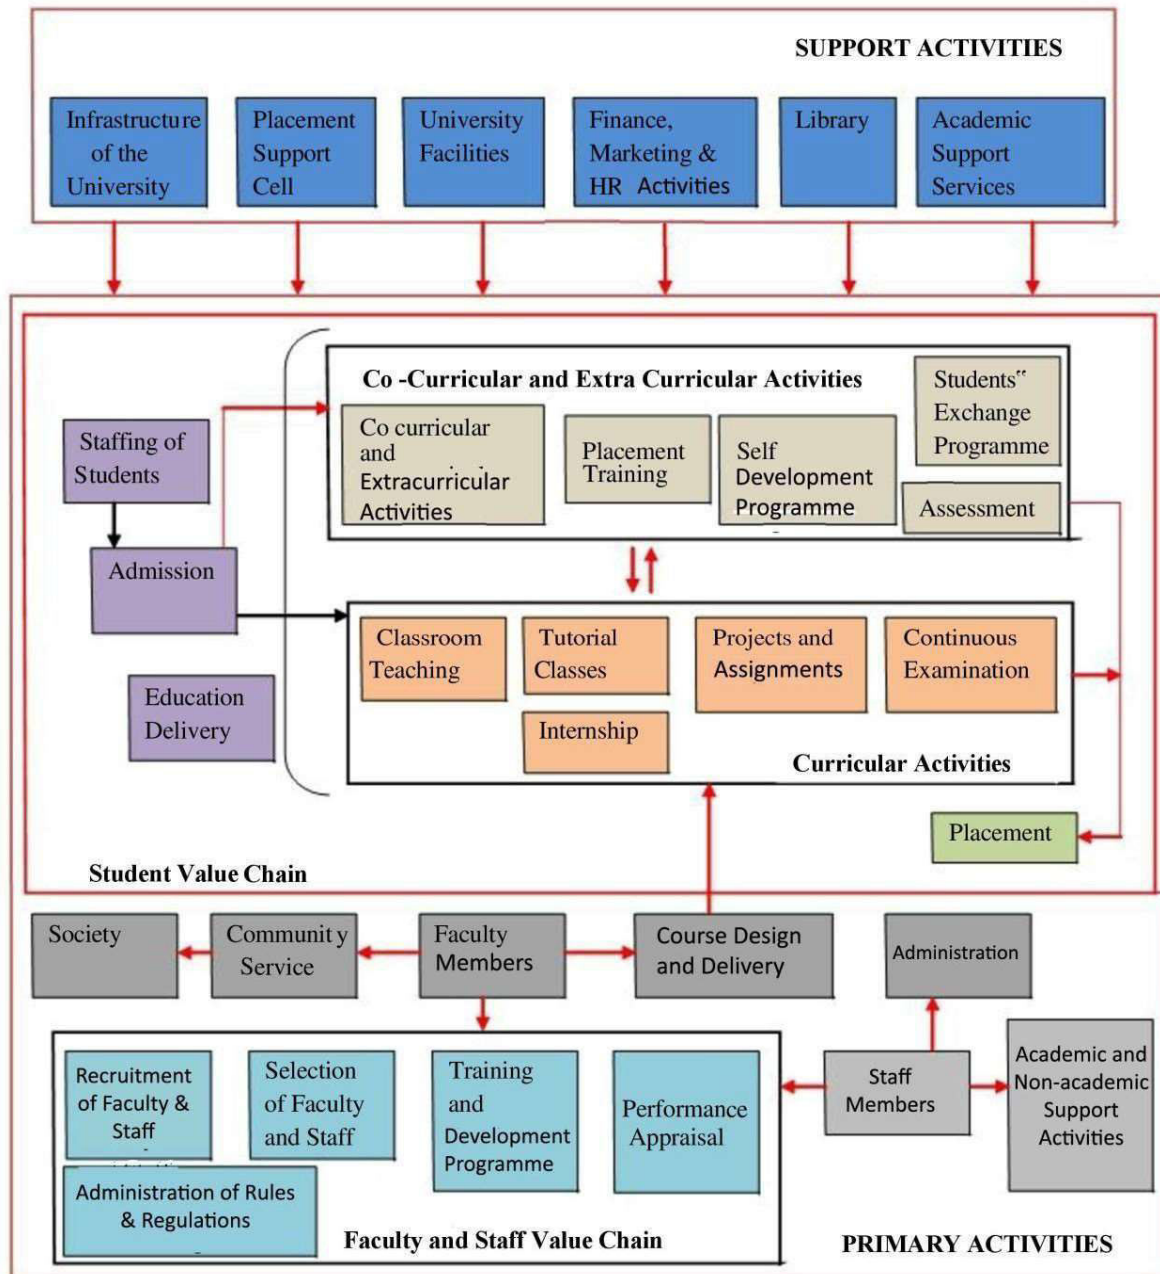 SUPPORT ACTIVITIES
Infrastructure
of the
University
Placement
Support
Cell
University
Facilities
Finance,
Marketing &
HR Activities
Library
Academic
Support
Services
Co -Curricular and Extra Curricular Activities
Students‟
Exchange
Programme
Co curricular
and
Extracurricular
Activities
Placement
Training
Self
Development
Programme
Assessment
Staffing of
Students
Admission
Education
Delivery
Classroom
Teaching
Tutorial
Classes
Projects and
Assignments
Continuous
Examination
Internship
Curricular Activities
Placement
Student Value Chain
Society
Community
Service
Faculty
Members
Course Design
and Delivery
Administration
Recruitment
of Faculty &
Staff
Selection
of Faculty
and Staff
Training
and
Development
Programme
Performance
Appraisal
Staff
Members
Academic and
Non-academic
Support
Activities
Administration of Rules
& Regulations
Faculty and Staff Value Chain
PRIMARY ACTIVITIES